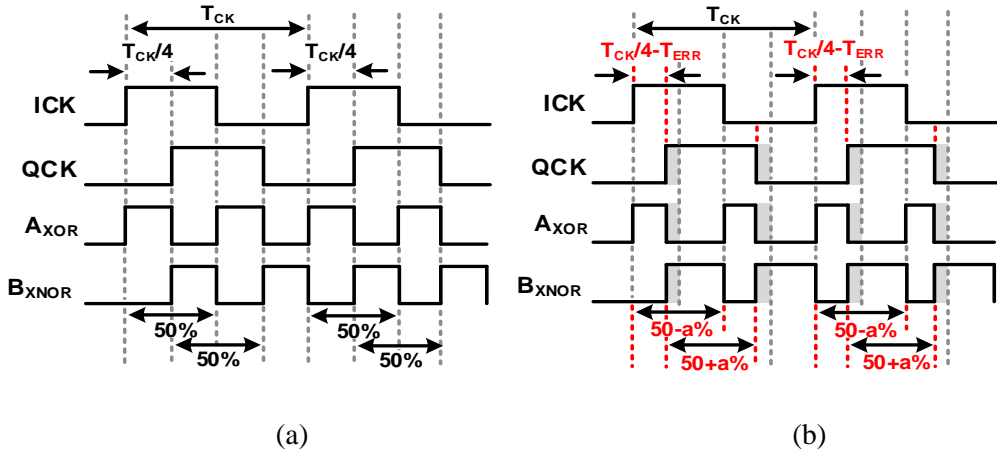 T_CK
T_CK/4 T_CK/4
ICK
QCK
A_XOR
B_XNOR
50% 50%
50% 50%
(a)
T_CK
T_CK/4-T_ERR T_CK/4-T_ERR
ICK
QCK
A_XOR
B_XNOR
50-a% 50-a%
50+a% 50+a%
(b)